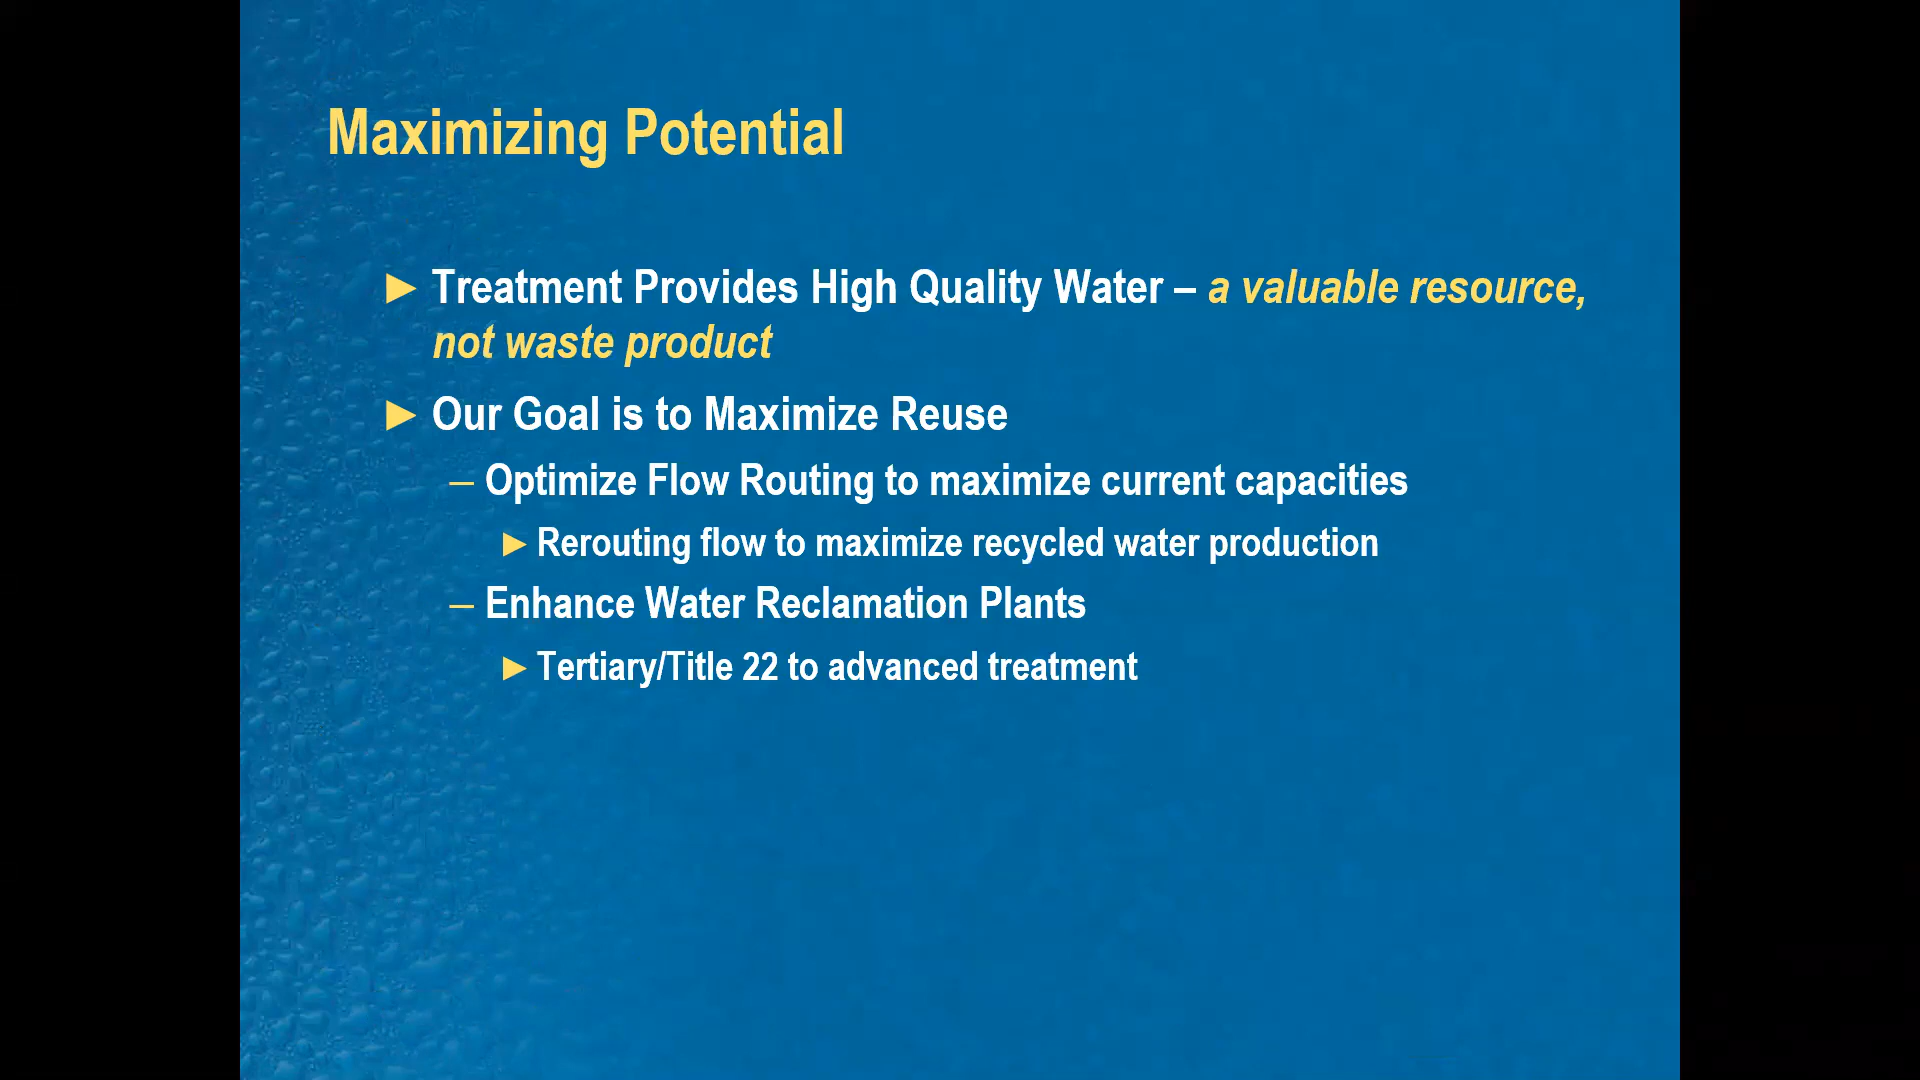 Maximizing Potential
► Treatment Provides High Quality Water – a valuable resource,
not waste product
► Our Goal is to Maximize Reuse
– Optimize Flow Routing to maximize current capacities
► Rerouting flow to maximize recycled water production
– Enhance Water Reclamation Plants
► Tertiary/Title 22 to advanced treatment